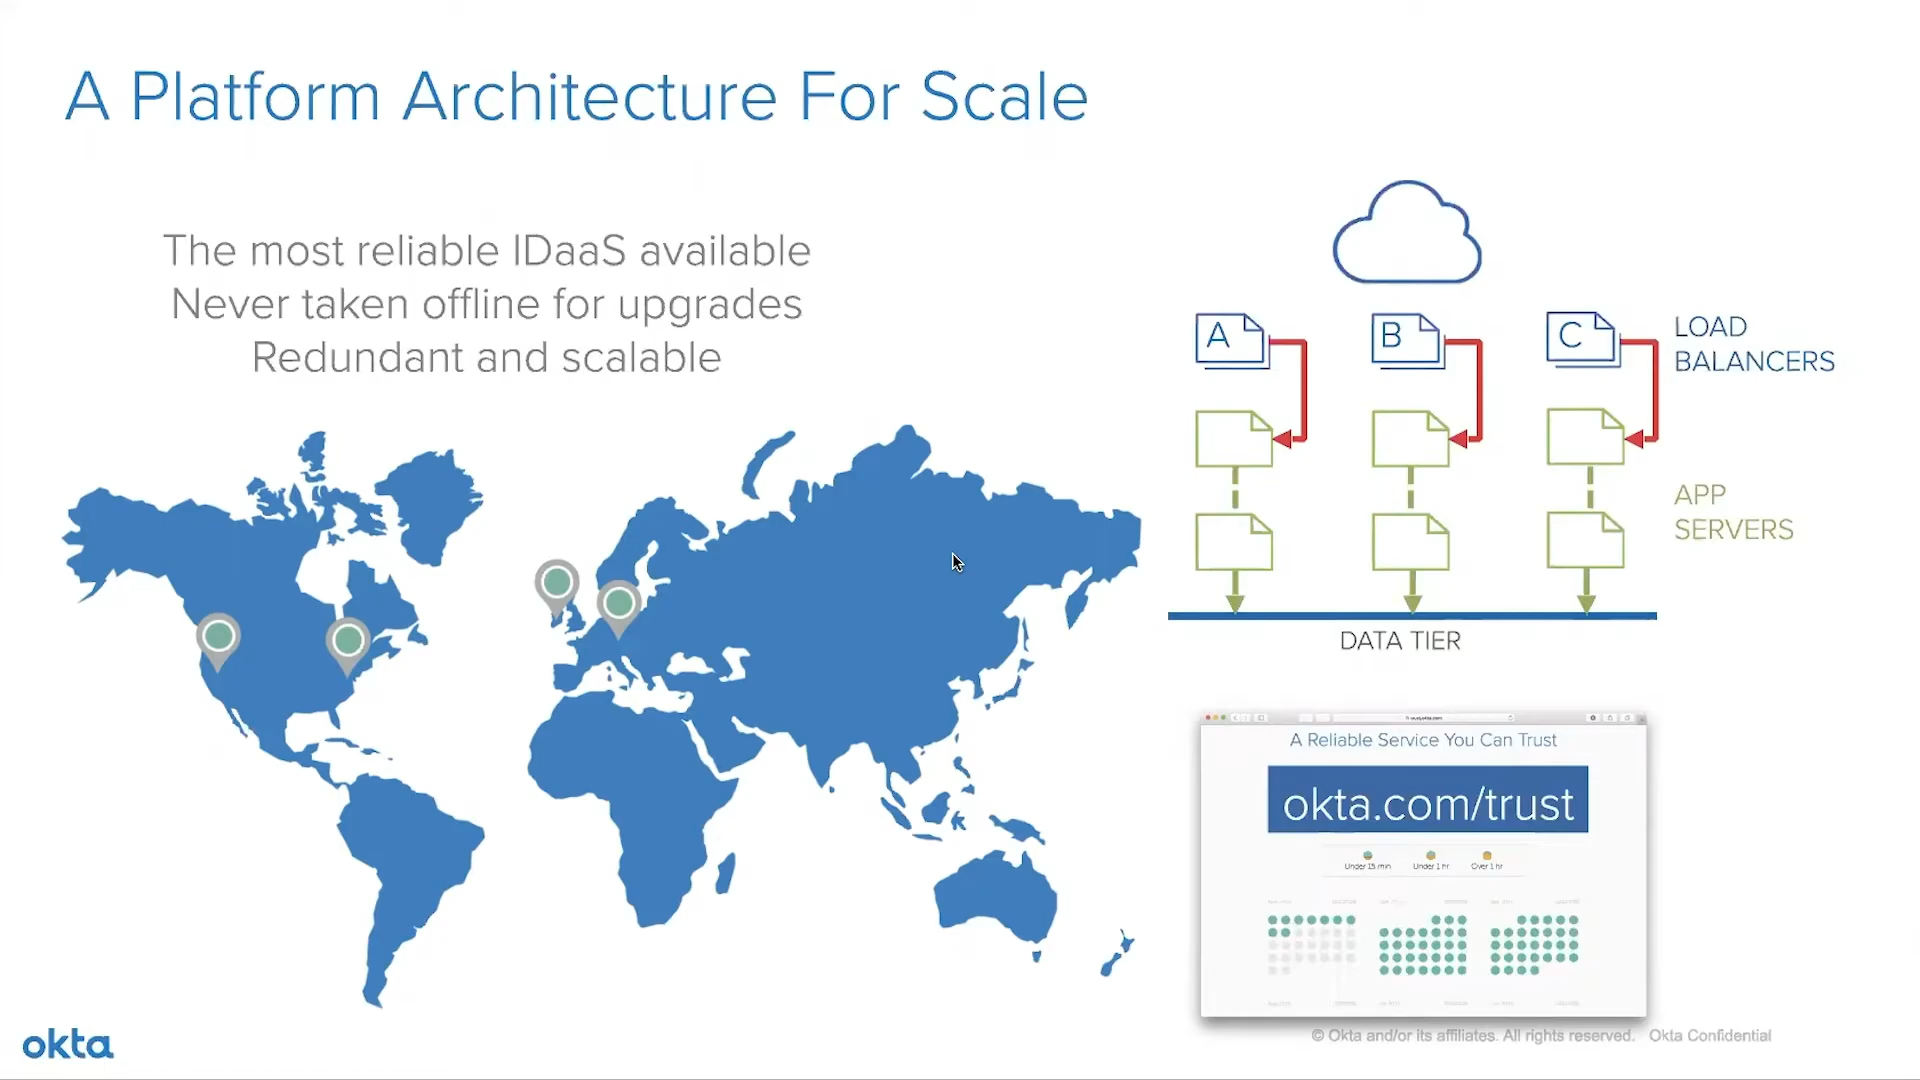 A Platform Architecture For Scale
The most reliable IDaaS available
Never taken offline for upgrades
Redundant and scalable
A
B
C
LOAD
BALANCERS
APP
SERVERS
DATA TIER
A Reliable Service You Can Trust
okta.com/trust
Under 15 min
Under 1 hr
Over 1 hr
okta
© Okta and/or its affiliates. All rights reserved. Okta Confidential